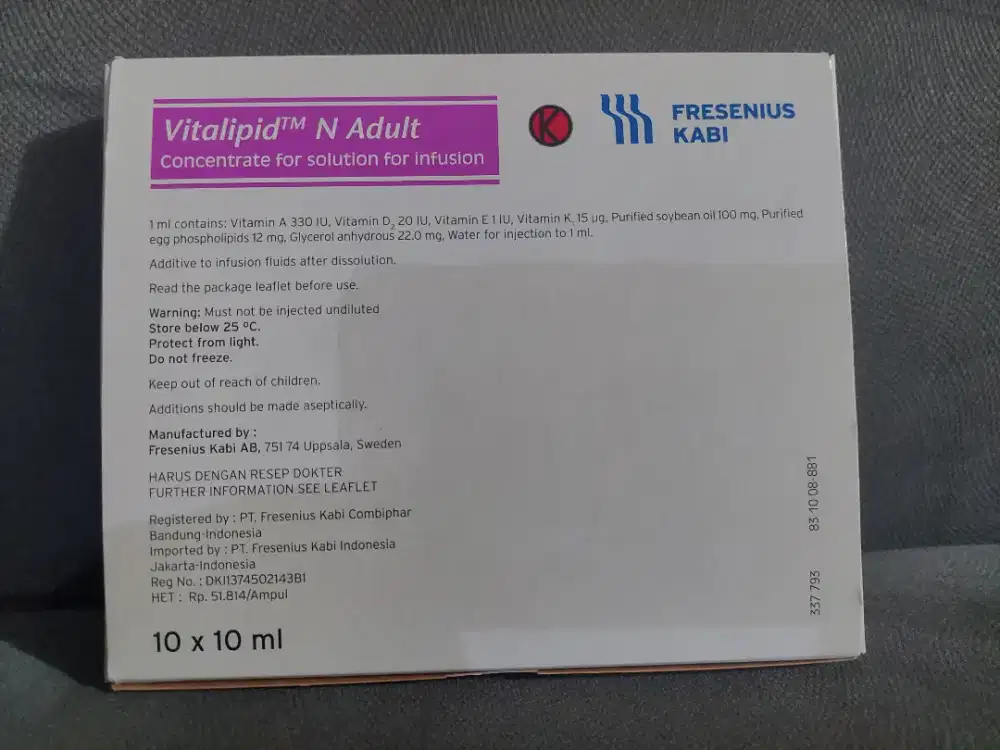 Vitalipid™ N Adult
Concentrate for solution for infusion
K
FRESENIUS
KABI
1 ml contains: Vitamin A 330 IU, Vitamin D₂ 20 IU, Vitamin E 1 IU, Vitamin K, 15 µg, Purified soybean oil 100 mg, Purified
egg phospholipids 12 mg, Glycerol anhydrous 22.0 mg, Water for injection to 1 ml.
Additive to infusion fluids after dissolution.
Read the package leaflet before use.
Warning: Must not be injected undiluted
Store below 25 ºC.
Protect from light.
Do not freeze.
Keep out of reach of children.
Additions should be made aseptically.
Manufactured by :
Fresenius Kabi AB, 751 74 Uppsala, Sweden
HARUS DENGAN RESEP DOKTER
FURTHER INFORMATION SEE LEAFLET
Registered by : PT. Fresenius Kabi Combiphar
Bandung-Indonesia
Imported by : PT. Fresenius Kabi Indonesia
Jakarta-Indonesia
Reg No. : DKI1374502143B1
HET : Rp. 51.814/Ampul
10 x 10 ml
337 793
83 10 08-881